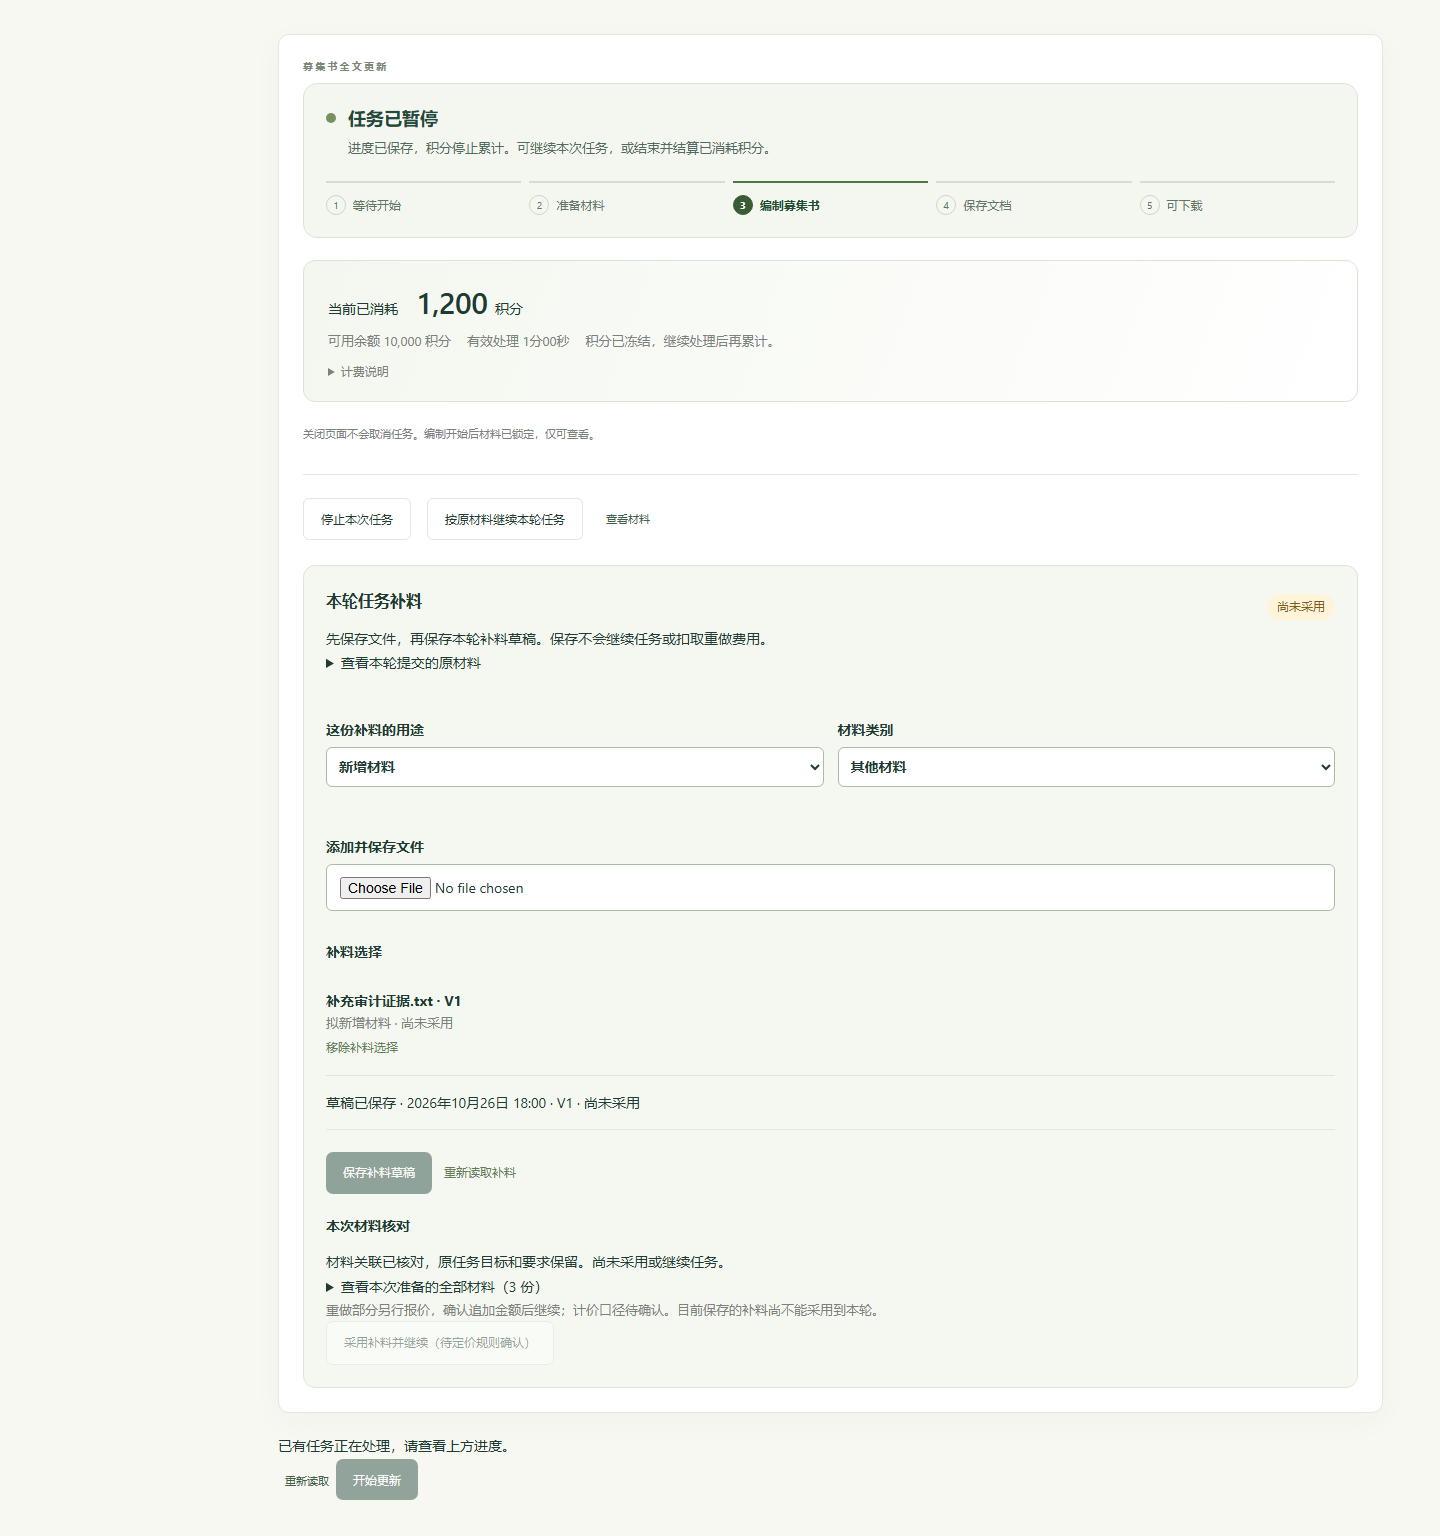 募集书全文更新
任务已暂停
进度已保存，积分停止累计。可继续本次任务，或结束并结算已消耗积分。
1 等待开始
2 准备材料
3 编制募集书
4 保存文档
5 可下载
当前已消耗 1,200 积分
可用余额 10,000 积分 有效处理 1分00秒 积分已冻结，继续处理后再累计。
计费说明
关闭页面不会取消任务。编制开始后材料已锁定，仅可查看。
停止本次任务
按原材料继续本轮任务
查看材料
本轮任务补料
尚未采用
先保存文件，再保存本轮补料草稿。保存不会继续任务或扣取重做费用。
查看本轮提交的原材料
这份补料的用途
材料类别
新增材料
其他材料
添加并保存文件
Choose File No file chosen
补料选择
补充审计证据.txt · V1
拟新增材料 · 尚未采用
移除补料选择
草稿已保存 · 2026年10月26日 18:00 · V1 · 尚未采用
保存补料草稿
重新读取补料
本次材料核对
材料关联已核对，原任务目标和要求保留。尚未采用或继续任务。
查看本次准备的全部材料（3 份）
重做部分另行报价，确认追加金额后继续；计价口径待确认。目前保存的补料尚不能采用到本轮。
采用补料并继续（待定价规则确认）
已有任务正在处理，请查看上方进度。
重新读取
开始更新